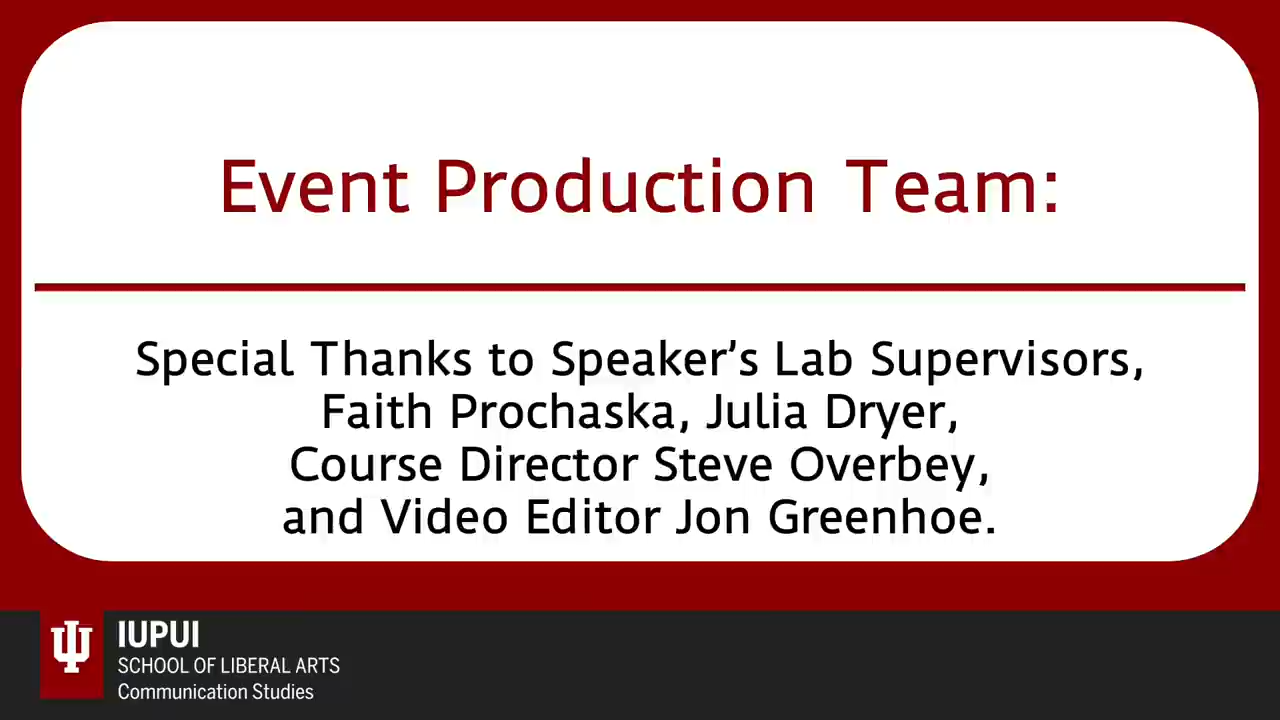 Event Production Team:
Special Thanks to Speaker’s Lab Supervisors,
Faith Prochaska, Julia Dryer,
Course Director Steve Overbey,
and Video Editor Jon Greenhoe.
IUPUI
SCHOOL OF LIBERAL ARTS
Communication Studies